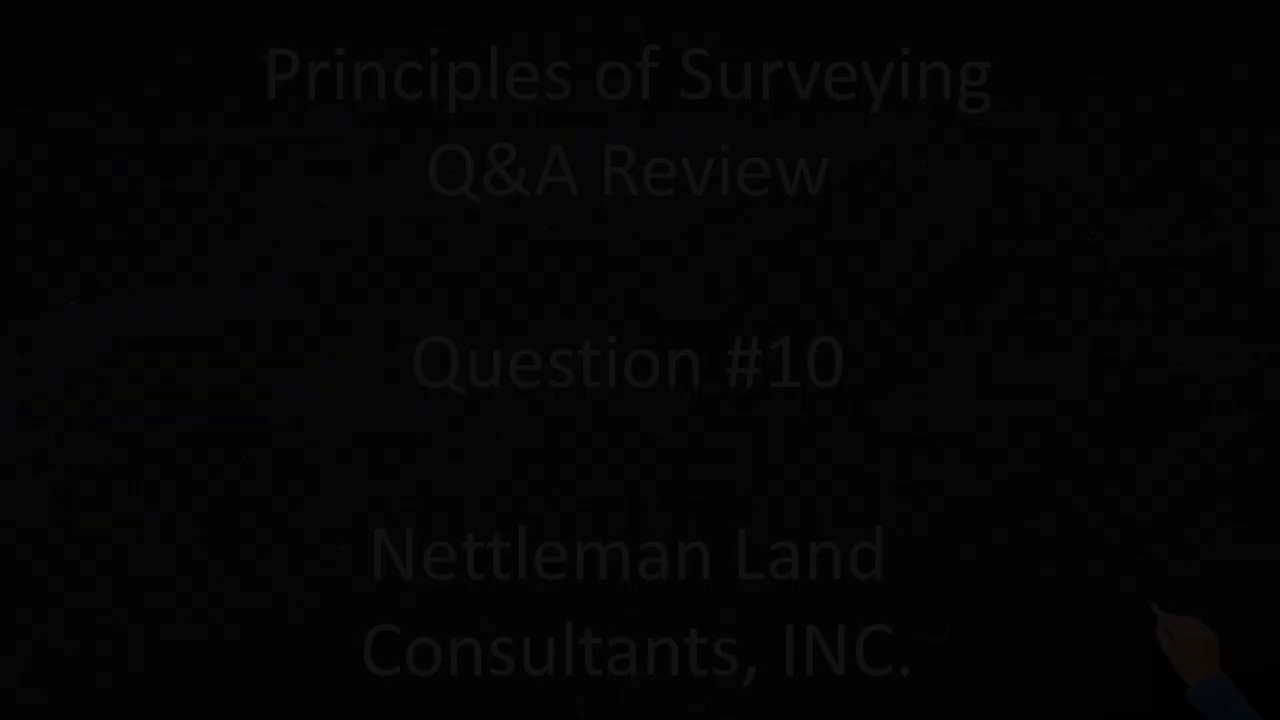 Principles of Surveying
Q&A Review
Question #10
Nettleman Land
Consultants, INC.